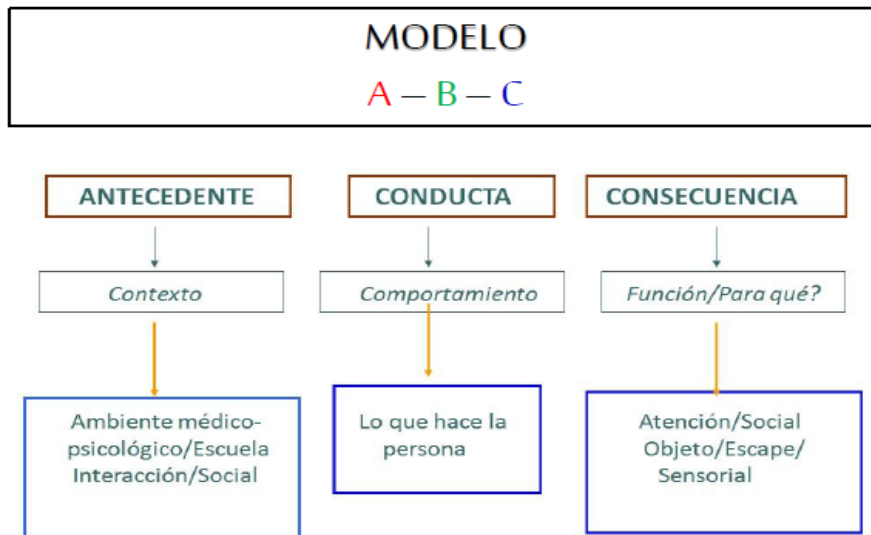 MODELO
A – B – C
ANTECEDENTE
CONDUCTA
CONSECUENCIA
Contexto
Comportamiento
Función/Para qué?
Ambiente médico-
psicológico/Escuela
Interacción/Social
Lo que hace la
persona
Atención/Social
Objeto/Escape/
Sensorial